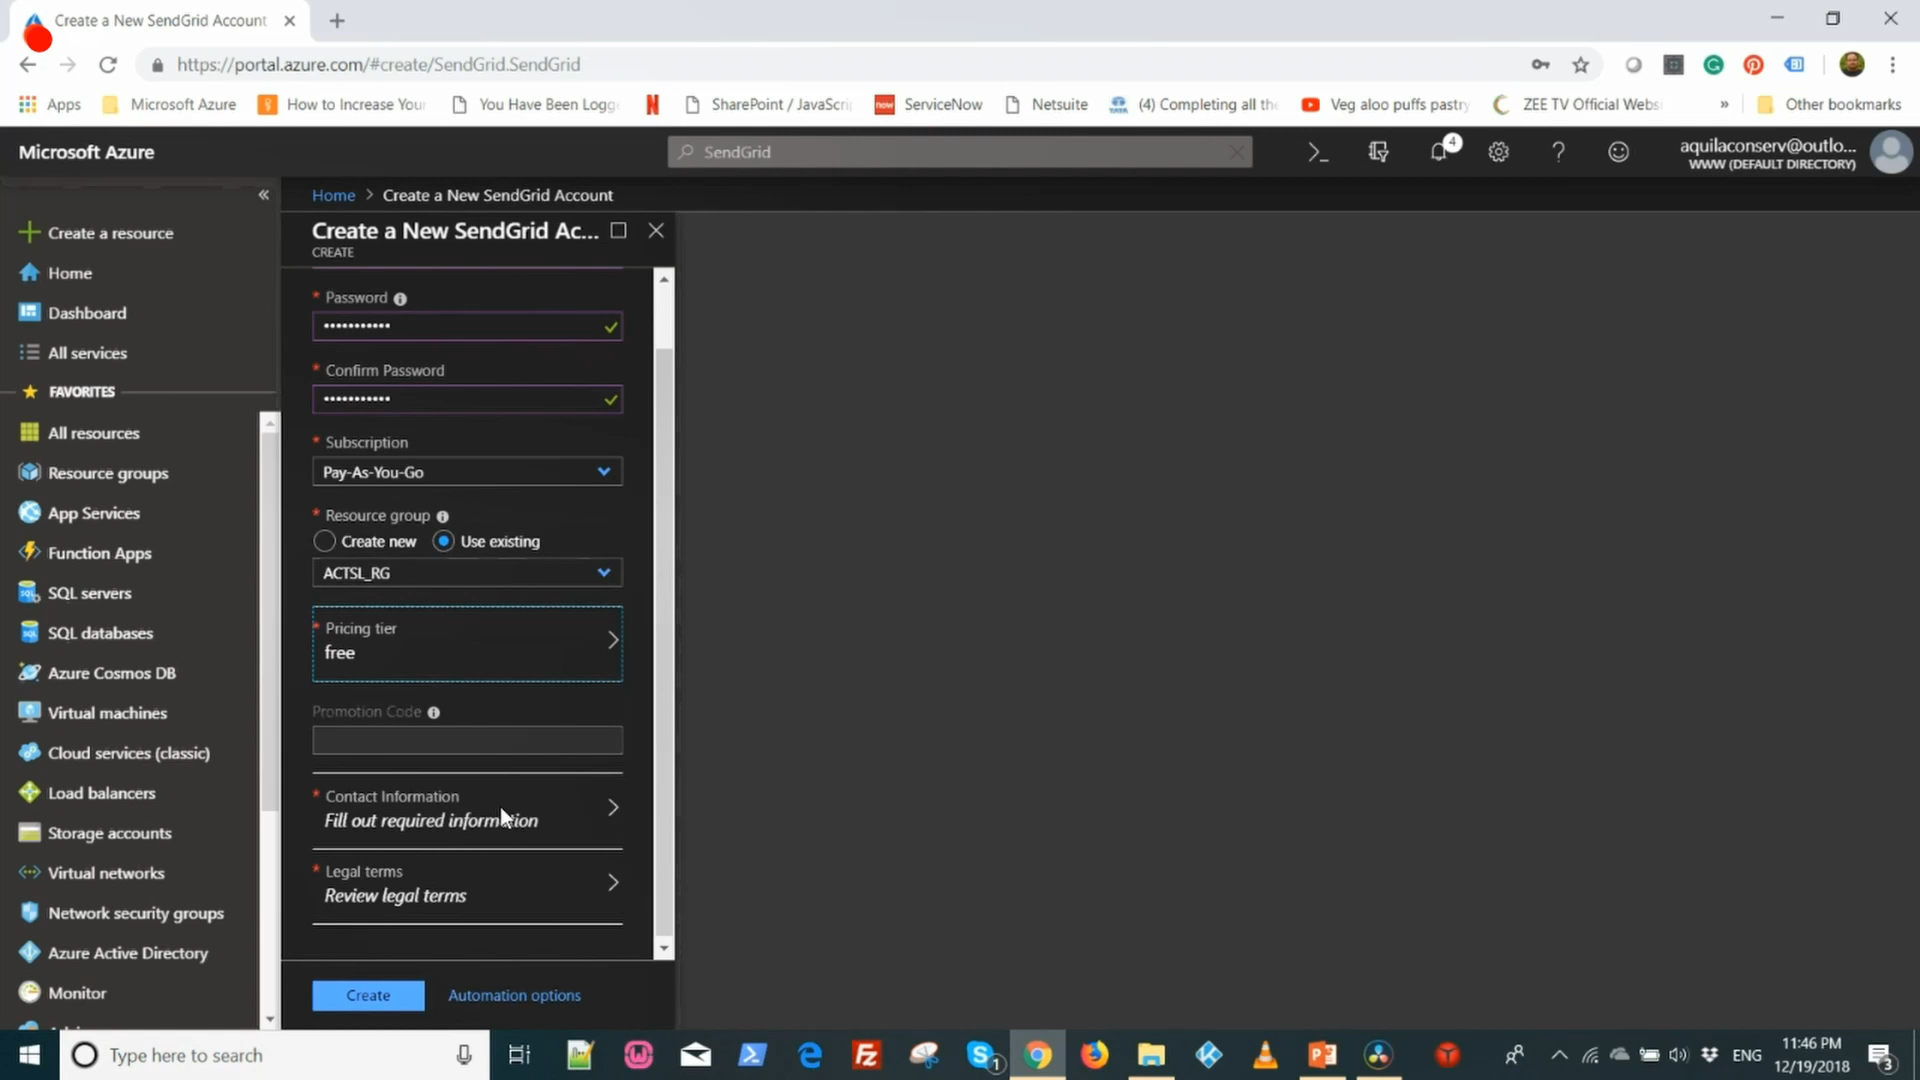 Create a New SendGrid Account
https://portal.azure.com/#create/SendGrid.SendGrid
Apps
Microsoft Azure
How to Increase Your
You Have Been Logg
SharePoint / JavaScri
now
ServiceNow
Netsuite
TATA
(4) Completing all the
Veg aloo puffs pastry
ZEE TV Official Webs
»
Other bookmarks
Microsoft Azure
SendGrid
4
aquilaconserv@outlo...
WWW (DEFAULT DIRECTORY)
Home > Create a New SendGrid Account
Create a resource
Home
Dashboard
All services
FAVORITES
All resources
Resource groups
App Services
Function Apps
SQL servers
SQL databases
Azure Cosmos DB
Virtual machines
Cloud services (classic)
Load balancers
Storage accounts
Virtual networks
Network security groups
Azure Active Directory
Monitor
Create a New SendGrid Ac...
CREATE
* Password
•••••••••••
* Confirm Password
•••••••••••
* Subscription
Pay-As-You-Go
* Resource group
Create new Use existing
ACTSL_RG
* Pricing tier
free
Promotion Code
* Contact Information
Fill out required information
* Legal terms
Review legal terms
Create
Automation options
Type here to search
1
ENG
11:46 PM
12/19/2018
3